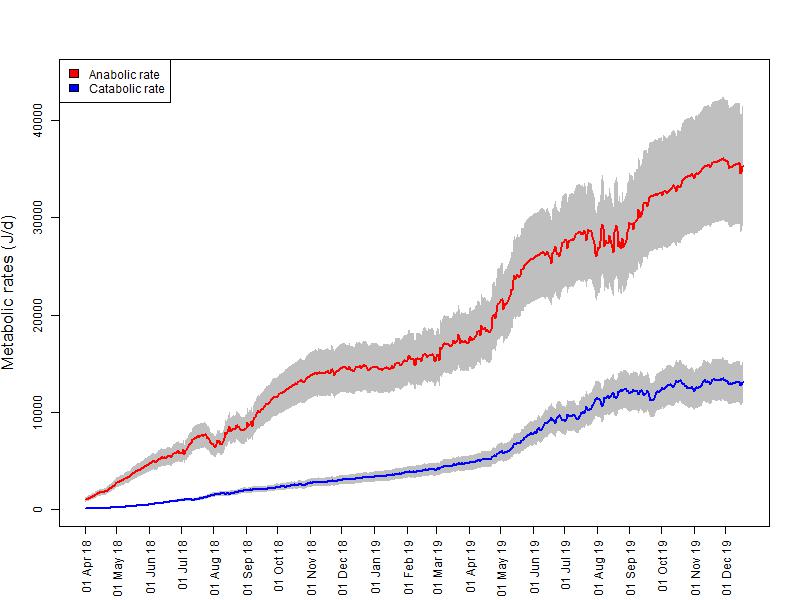 Anabolic rate
Catabolic rate
Metabolic rates (J/d)
40000
30000
20000
10000
0
01 Apr 18
01 May 18
01 Jun 18
01 Jul 18
01 Aug 18
01 Sep 18
01 Oct 18
01 Nov 18
01 Dec 18
01 Jan 19
01 Feb 19
01 Mar 19
01 Apr 19
01 May 19
01 Jun 19
01 Jul 19
01 Aug 19
01 Sep 19
01 Oct 19
01 Nov 19
01 Dec 19